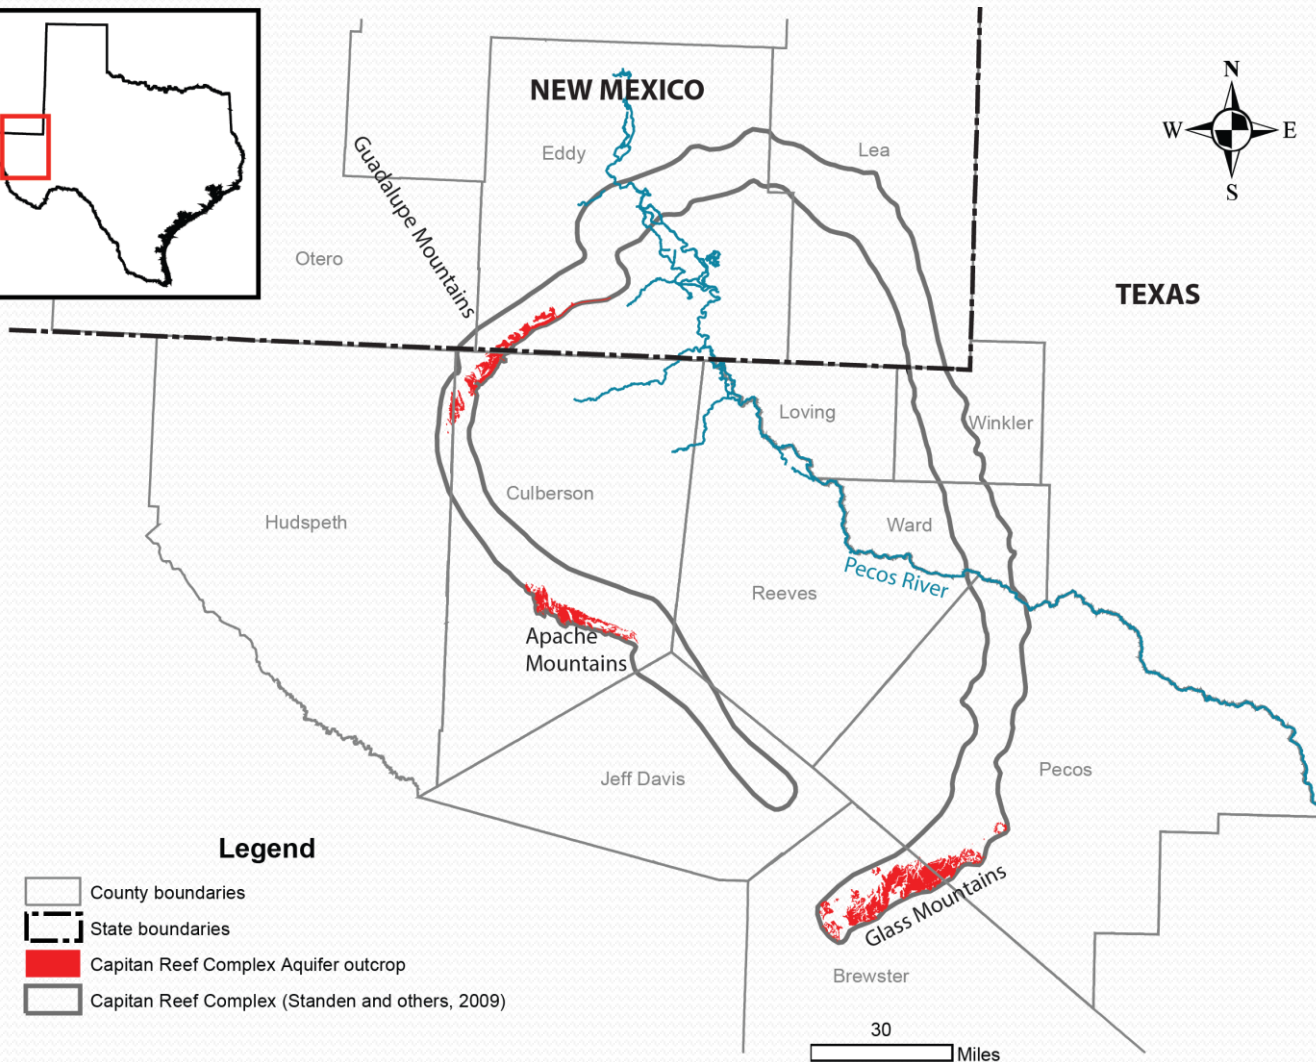 NEW MEXICO
N
W
E
S
Eddy
Lea
Guadalupe Mountains
Otero
TEXAS
Loving
Winkler
Culberson
Hudspeth
Ward
Pecos River
Reeves
Apache
Mountains
Jeff Davis
Pecos
Glass Mountains
Brewster
Legend
County boundaries
State boundaries
Capitan Reef Complex Aquifer outcrop
Capitan Reef Complex (Standen and others, 2009)
30
Miles